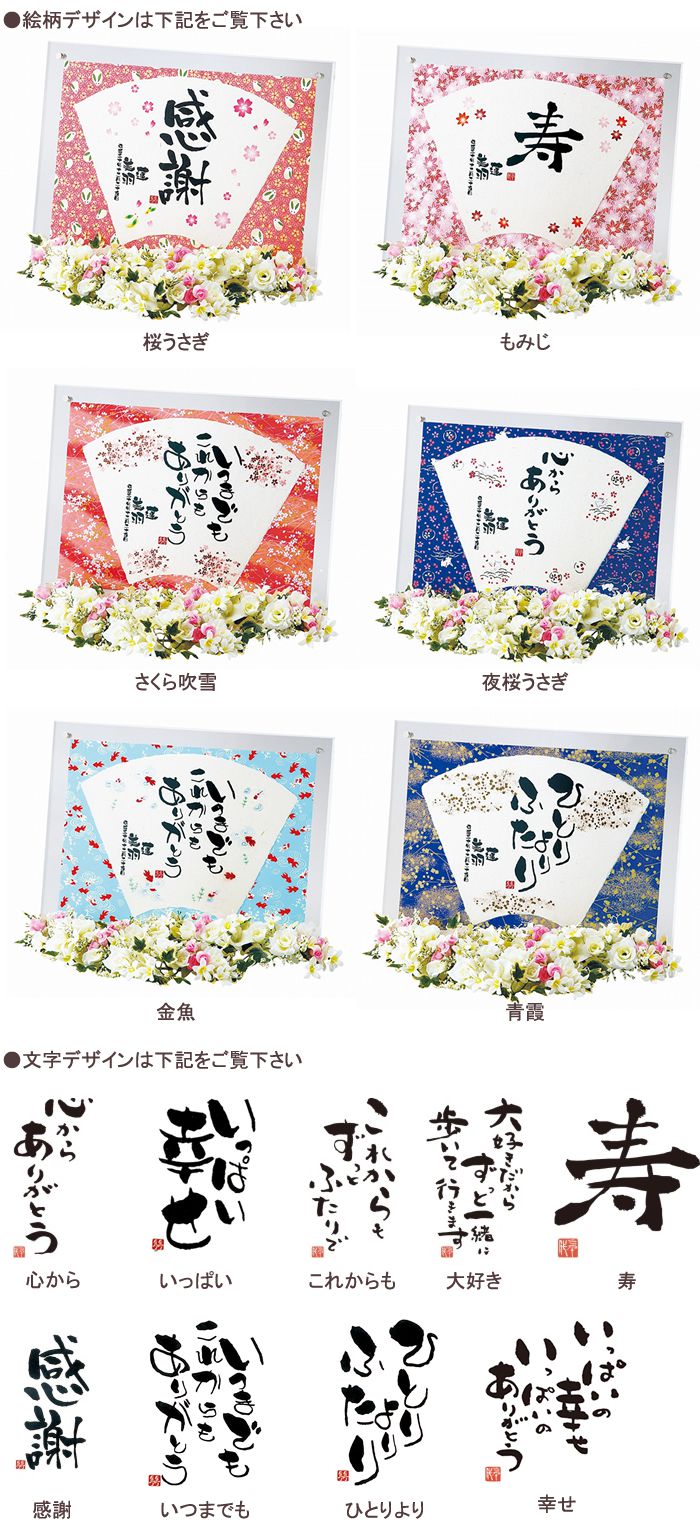 ●絵柄デザインは下記をご覧下さい
感謝
寿
桜うさぎ
もみじ
いつまでも
これからも
ありがとう
心から
ありがとう
さくら吹雪
夜桜うさぎ
いつまでも
これからも
ありがとう
ひとりより
ふたり
金魚
青霞
●文字デザインは下記をご覧下さい
心から
ありがとう
いっぱい
幸せ
これからも
ずっと
ふたりで
大好きだから
ずっと一緒に
歩いて行きます
寿
心から
いっぱい
これからも
大好き
寿
感謝
いつまでも
これからも
ありがとう
ひとりより
ふたり
いっぱいの
幸せ
いっぱいの
ありがとう
感謝
いつまでも
ひとりより
幸せ